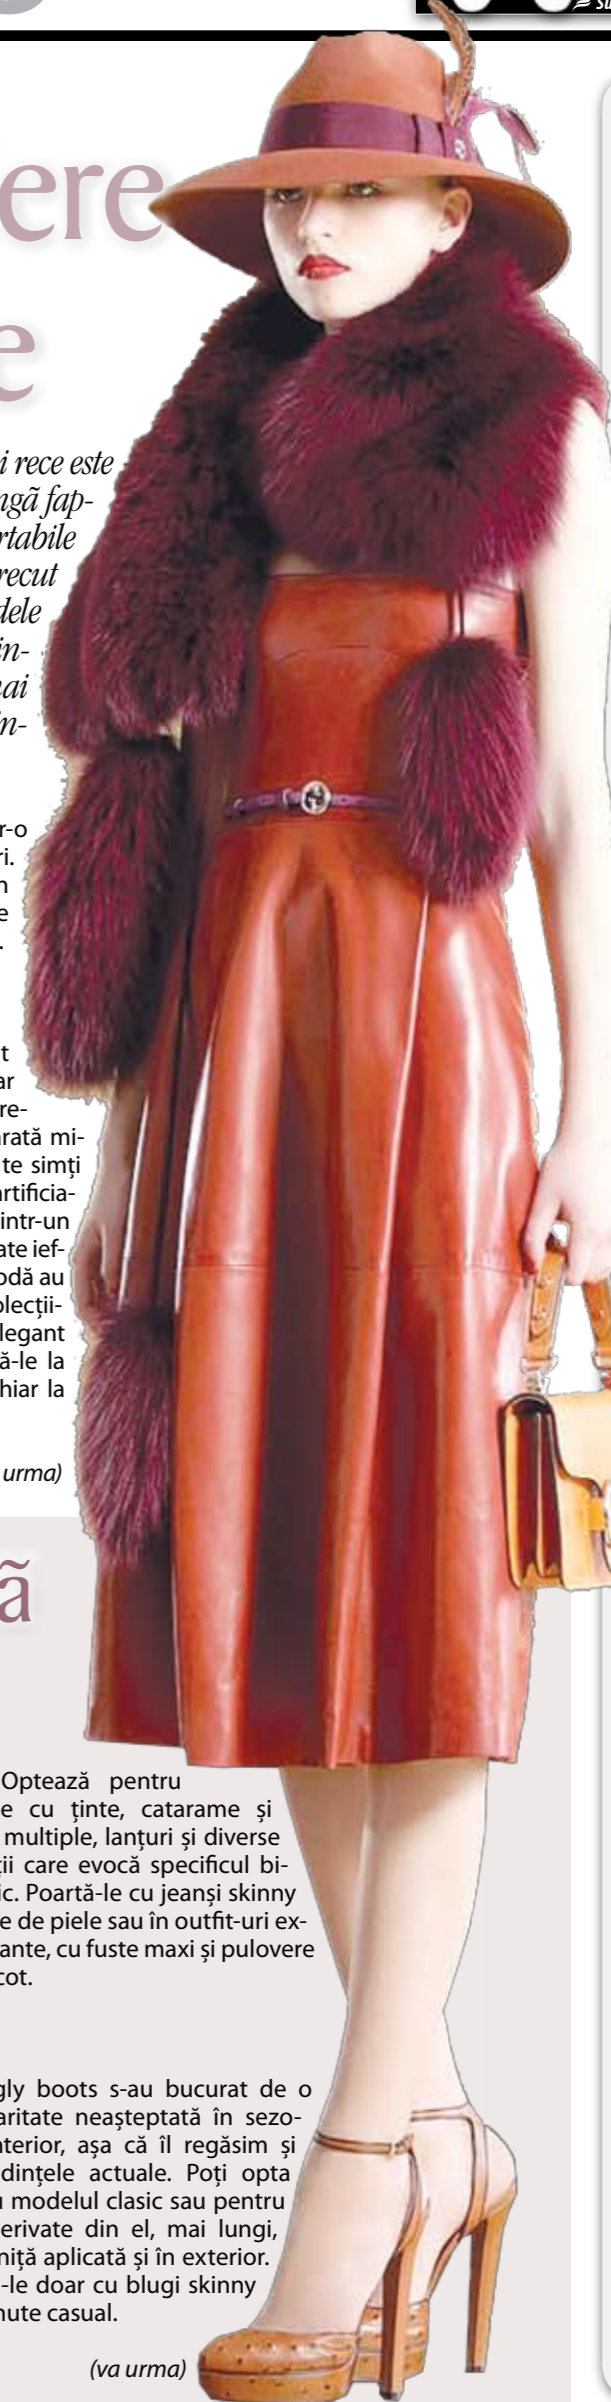 ere
e
i rece este
ngã fap-
rtabile
recut
dele
in-
nai
în-
r-o
ri.
n
e
.
t
ar
re-
arată mi-
te simți
artificia-
intr-un
ate ief-
odă au
olecții-
legant
ă-le la
hiar la
urma)
ã
Optează pentru
e cu ținte, catarame și
multiple, lanțuri și diverse
ții care evocă specificul bi-
ic. Poartă-le cu jeanși skinny
e de piele sau în outfit-uri ex-
ante, cu fuste maxi și pulovere
cot.
gly boots s-au bucurat de o
aritate neașteptată în sezo-
nterior, așa că îl regăsim și
dințele actuale. Poți opta
u modelul clasic sau pentru
erivate din el, mai lungi,
niță aplicată și în exterior.
-le doar cu blugi skinny
nute casual.
(va urma)